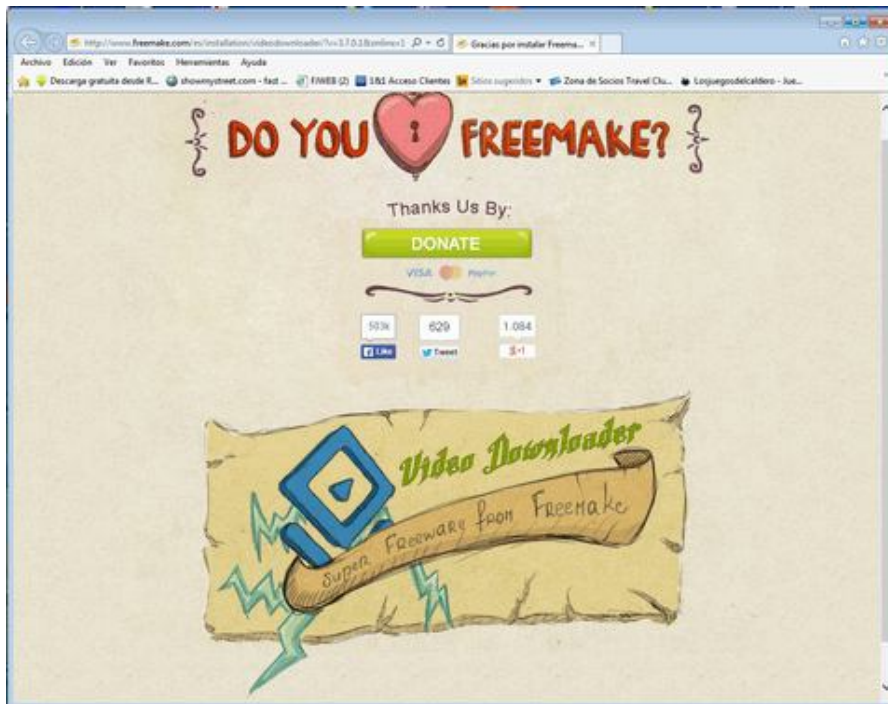 http://www.freemake.com/es/installation/videodownloader/?v=3.7.0.3&online=1
Gracias por instalar Freema...
Archivo Edición Ver Favoritos Herramientas Ayuda
Descarga gratuita desde R... showmystreet.com - fast ... FJWEB (2) 1&1 Acceso Clientes Sitios sugeridos Zona de Socios Travel Clu... Losjuegosdelcaldero - Jue...
DO YOU FREEMAKE?
Thanks Us By:
DONATE
VISA PayPal
503k 629 1.084
Like Tweet +1
Video Downloader
Super Freeware from Freemake